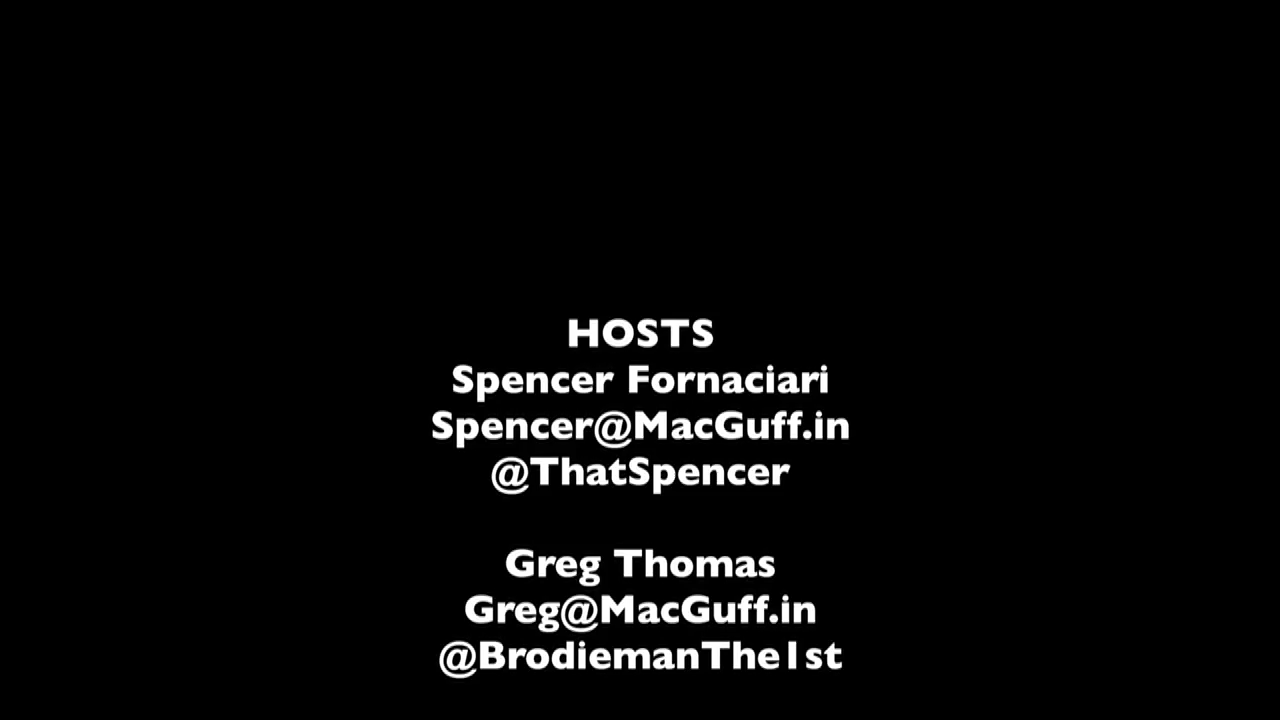 HOSTS
Spencer Fornaciari
Spencer@MacGuff.in
@ThatSpencer
Greg Thomas
Greg@MacGuff.in
@BrodiemanThe1st